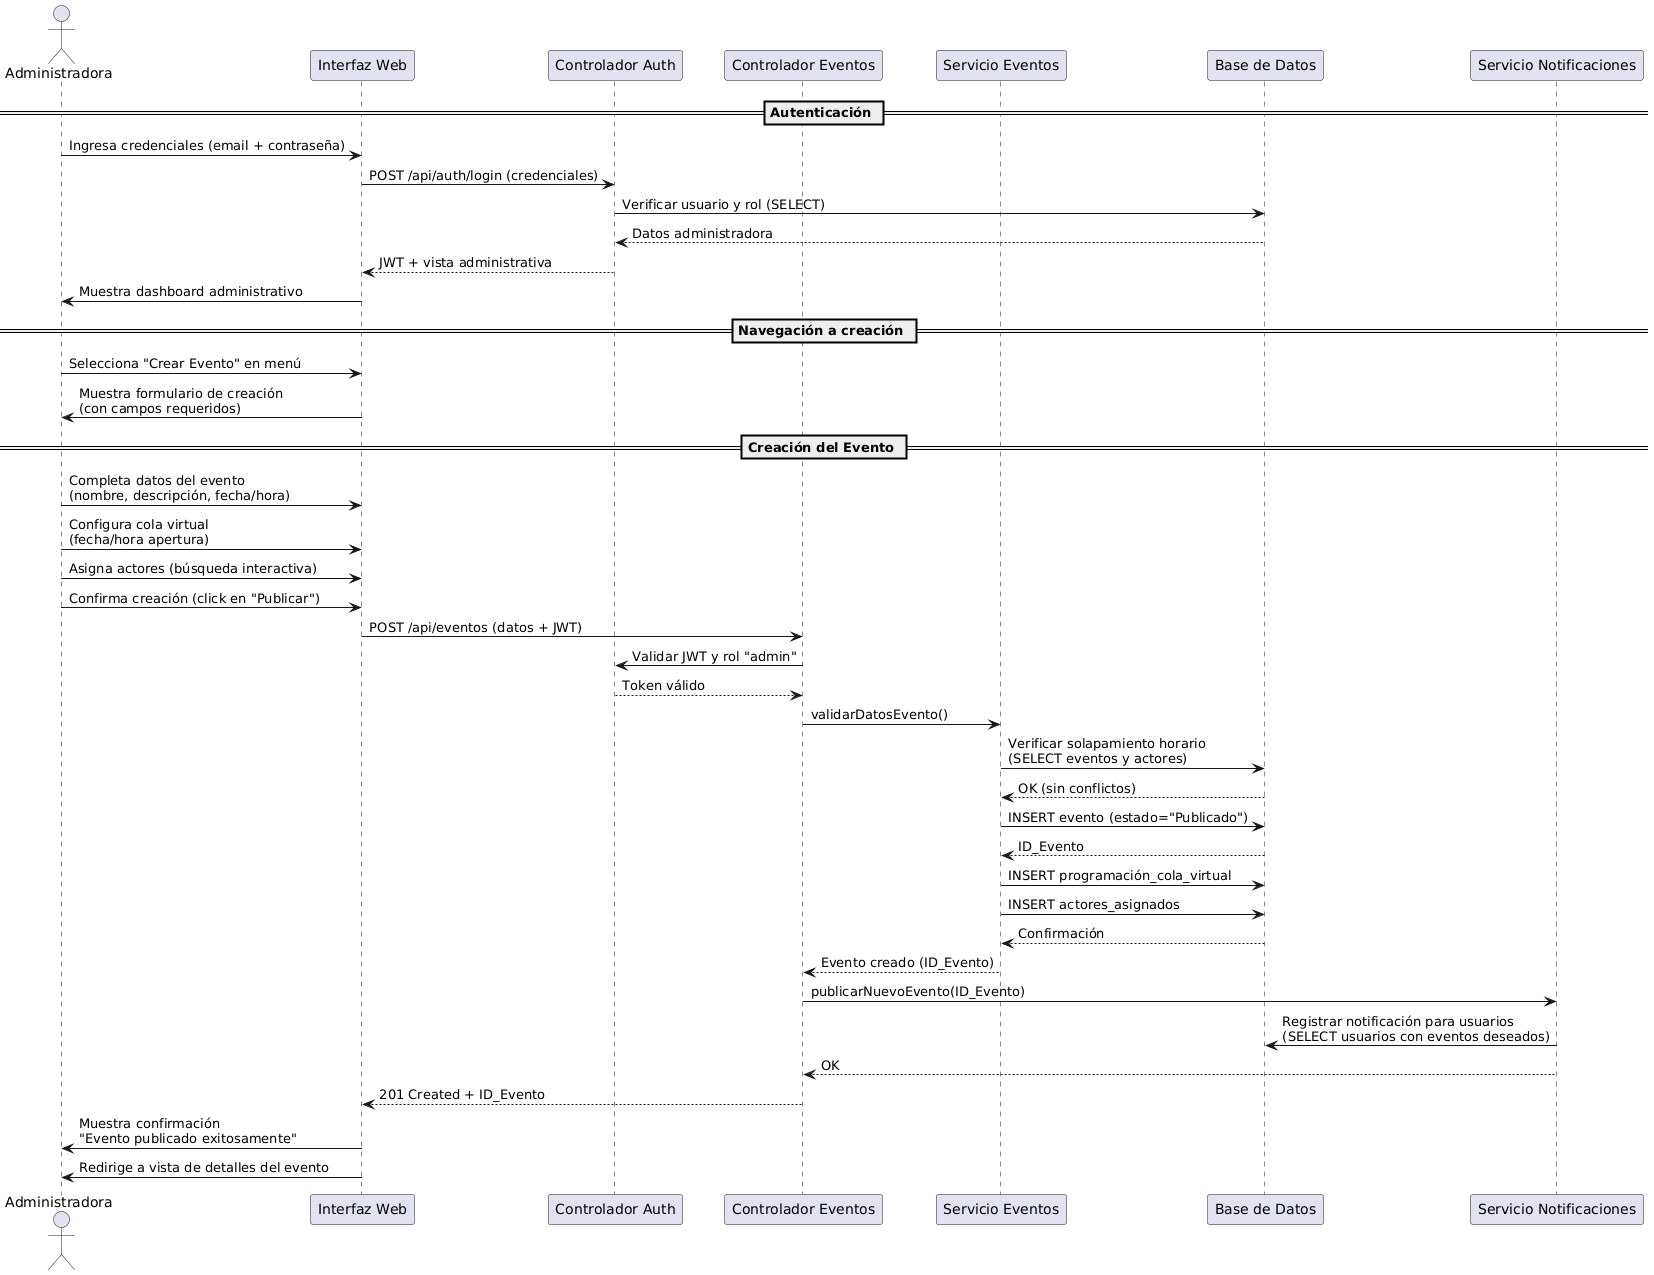 Administradora
Interfaz Web
Controlador Auth
Controlador Eventos
Servicio Eventos
Base de Datos
Servicio Notificaciones
Autenticación
Ingresa credenciales (email + contraseña)
POST /api/auth/login (credenciales)
Verificar usuario y rol (SELECT)
Datos administradora
JWT + vista administrativa
Muestra dashboard administrativo
Navegación a creación
Selecciona "Crear Evento" en menú
Muestra formulario de creación
(con campos requeridos)
Creación del Evento
Completa datos del evento
(nombre, descripción, fecha/hora)
Configura cola virtual
(fecha/hora apertura)
Asigna actores (búsqueda interactiva)
Confirma creación (click en "Publicar")
POST /api/eventos (datos + JWT)
Validar JWT y rol "admin"
Token válido
validarDatosEvento()
Verificar solapamiento horario
(SELECT eventos y actores)
OK (sin conflictos)
INSERT evento (estado="Publicado")
ID_Evento
INSERT programación_cola_virtual
INSERT actores_asignados
Confirmación
Evento creado (ID_Evento)
publicarNuevoEvento(ID_Evento)
Registrar notificación para usuarios
(SELECT usuarios con eventos deseados)
OK
201 Created + ID_Evento
Muestra confirmación
"Evento publicado exitosamente"
Redirige a vista de detalles del evento
Administradora
Interfaz Web
Controlador Auth
Controlador Eventos
Servicio Eventos
Base de Datos
Servicio Notificaciones